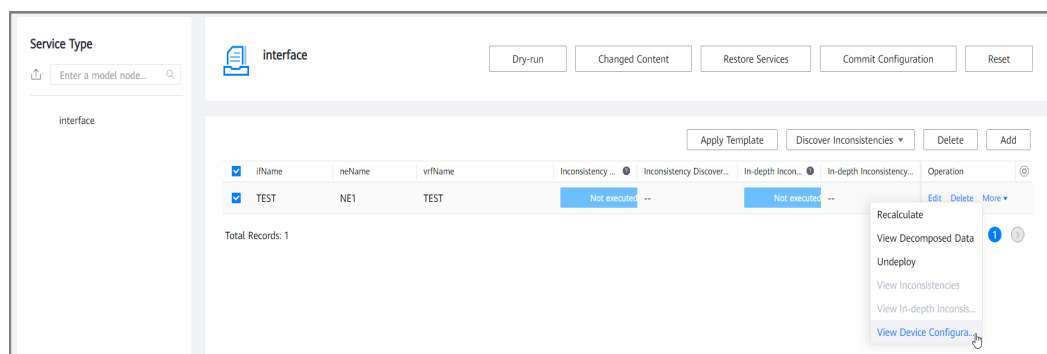 Service Type
Enter a model node...
interface
interface
Dry-run Changed Content Restore Services Commit Configuration Reset
Apply Template Discover Inconsistencies Delete Add
ifName neName vrfName Inconsistency ... Inconsistency Discover... In-depth Incon... In-depth Inconsistency... Operation
TEST NE1 TEST Not executed -- Not executed -- Edit Delete More
Total Records: 1
1
Recalculate
View Decomposed Data
Undeploy
View Inconsistencies
View In-depth Inconsis...
View Device Configura...